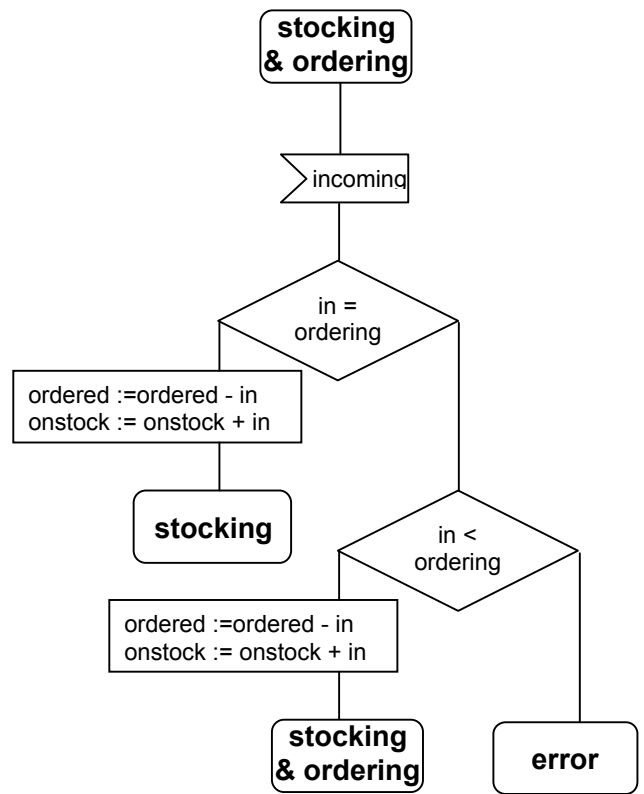 stocking
& ordering
incoming
in =
ordering
ordered :=ordered - in
onstock := onstock + in
stocking
in <
ordering
ordered :=ordered - in
onstock := onstock + in
stocking
& ordering
error